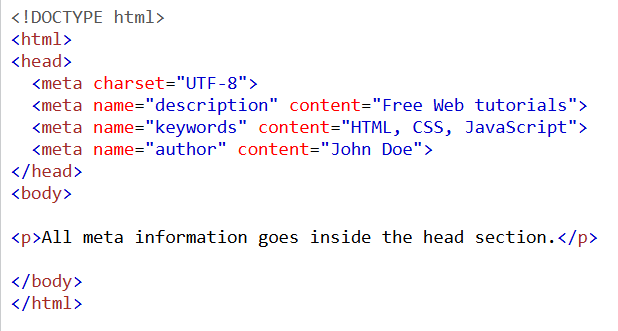 <!DOCTYPE html>
<html>
<head>
  <meta charset="UTF-8">
  <meta name="description" content="Free Web tutorials">
  <meta name="keywords" content="HTML, CSS, JavaScript">
  <meta name="author" content="John Doe">
</head>
<body>

<p>All meta information goes inside the head section.</p>

</body>
</html>